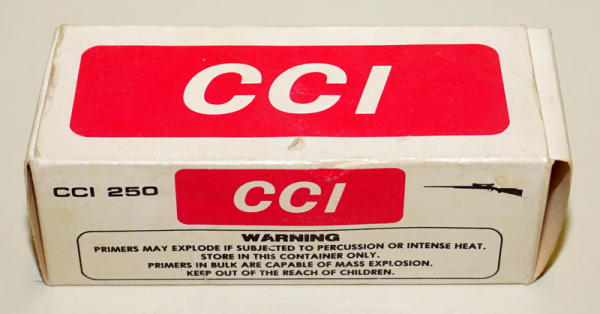 CCI
CCI 250
CCI
WARNING
PRIMERS MAY EXPLODE IF SUBJECTED TO PERCUSSION OR INTENSE HEAT.
STORE IN THIS CONTAINER ONLY.
PRIMERS IN BULK ARE CAPABLE OF MASS EXPLOSION.
KEEP OUT OF THE REACH OF CHILDREN.